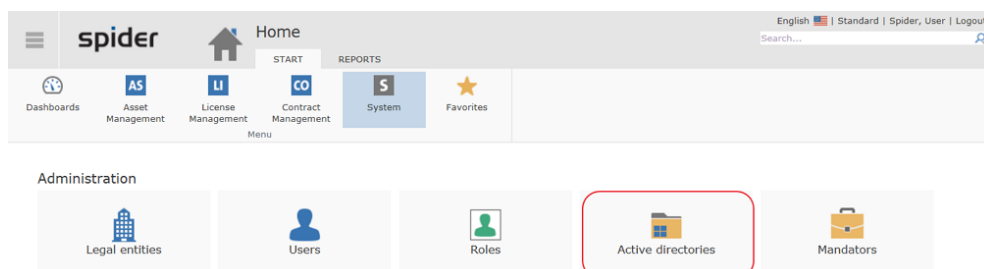 English | Standard | Spider, User | Logout
spider
Home
Search...
START REPORTS
AS LI CO S
Dashboards Asset Management License Management Contract Management System Favorites
Menu
Administration
Legal entities Users Roles Active directories Mandators